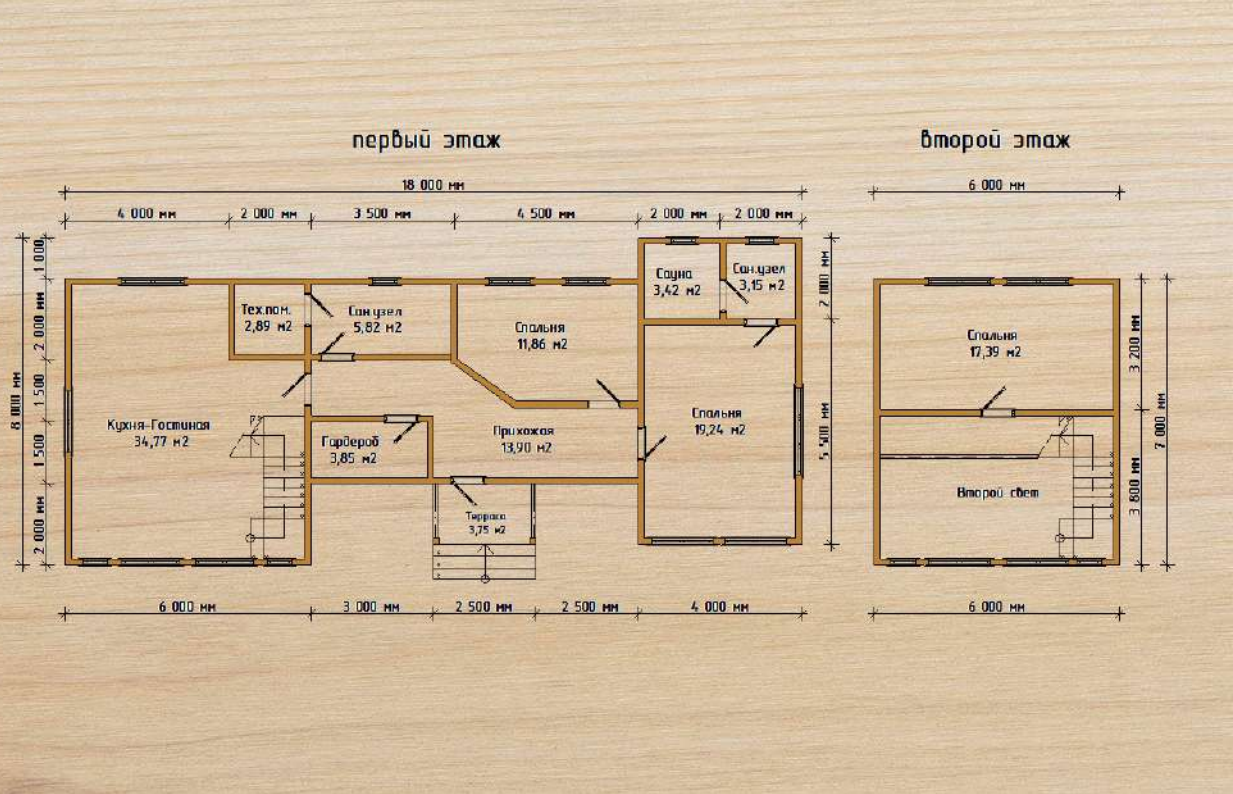 первый этаж
второй этаж
18 000 мм
6 000 мм
4 000 мм
2 000 мм
3 500 мм
4 500 мм
2 000 мм
2 000 мм
1 000
2 000 мм
1 500
1 500
2 000 мм
8 000 мм
Кухня-Гостиная
34,77 м2
Тех.пом.
2,89 м2
Сан.узел
5,82 м2
Спальня
11,86 м2
Сауна
3,42 м2
Сан.узел
3,15 м2
Гардероб
3,85 м2
Прихожая
13,90 м2
Спальня
19,24 м2
Терраса
3,75 м2
2 000 мм
5 500 мм
Спальня
17,39 м2
Второй свет
3 200 мм
3 800 мм
7 000 мм
6 000 мм
3 000 мм
2 500 мм
2 500 мм
4 000 мм
6 000 мм